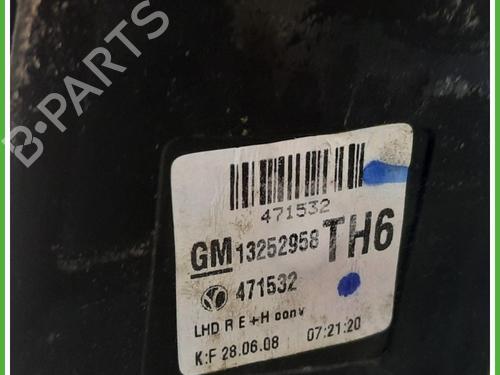 B-PARTS
471532
GM 13252958 TH6
471532
LHD R E+H conv
K:F 28.06.08 07:21:20